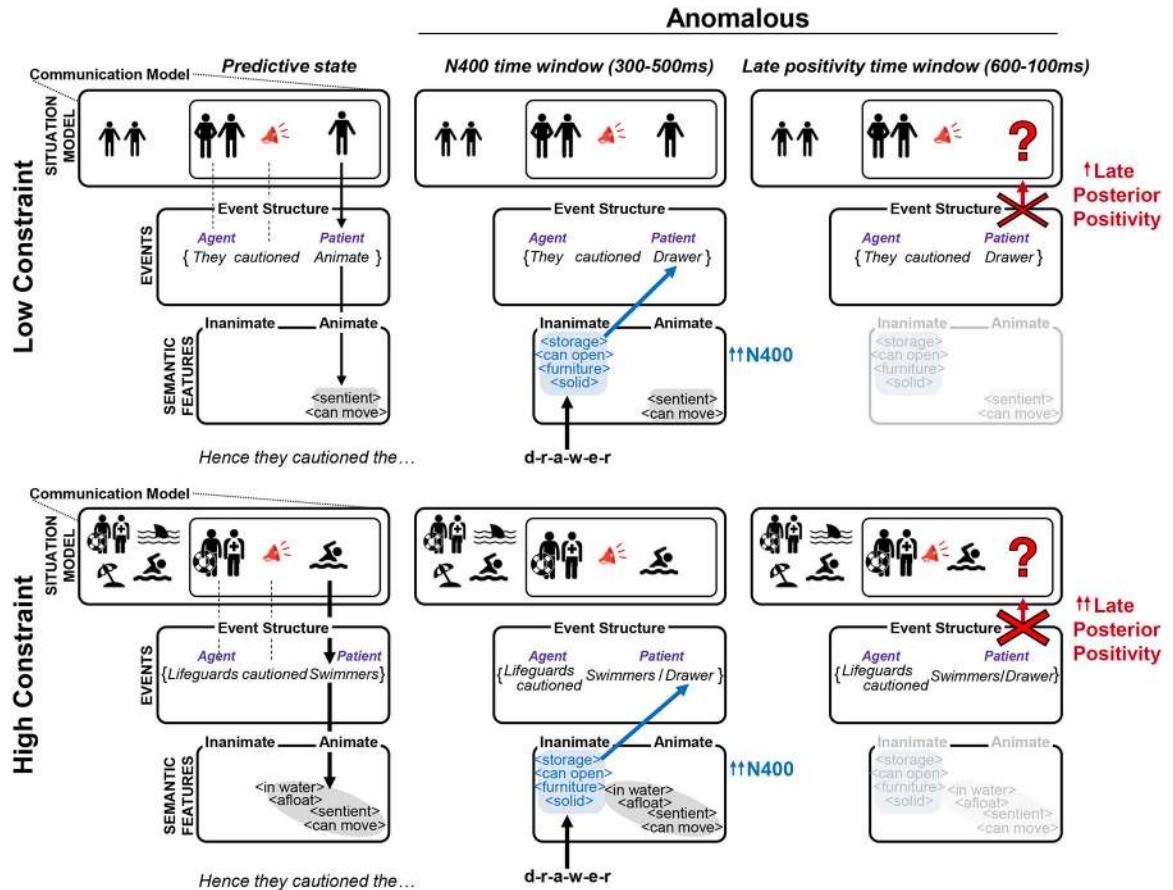 Anomalous
Predictive state
N400 time window (300-500ms)
Late positivity time window (600-100ms)
Low Constraint
Communication Model
SITUATION
MODEL
↑Late
Posterior
Positivity
EVENTS
Event Structure
Agent Patient
{ They cautioned Animate }
Event Structure
Agent Patient
{They cautioned Drawer }
Event Structure
Agent Patient
{They cautioned Drawer }
?
SEMANTIC
FEATURES
Inanimate Animate
<sentient>
<can move>
Inanimate Animate
<storage>
<can open>
<furniture>
<solid>
<sentient>
<can move>
↑↑N400
Inanimate Animate
<storage>
<can open>
<furniture>
<solid>
<sentient>
<can move>
Hence they cautioned the…
d-r-a-w-e-r
High Constraint
Communication Model
SITUATION
MODEL
?
↑↑Late
Posterior
Positivity
EVENTS
Event Structure
Agent Patient
{Lifeguards cautioned Swimmers}
Event Structure
Agent Patient
{Lifeguards cautioned Swimmers / Drawer }
Event Structure
Agent Patient
{Lifeguards cautioned Swimmers/Drawer }
SEMANTIC
FEATURES
Inanimate Animate
<in water>
<afloat>
<sentient>
<can move>
Inanimate Animate
<storage>
<can open>
<furniture>
<solid>
<in water>
<afloat>
<sentient>
<can move>
↑↑N400
Inanimate Animate
<storage>
<can open>
<furniture>
<solid>
<in water>
<afloat>
<sentient>
<can move>
Hence they cautioned the…
d-r-a-w-e-r